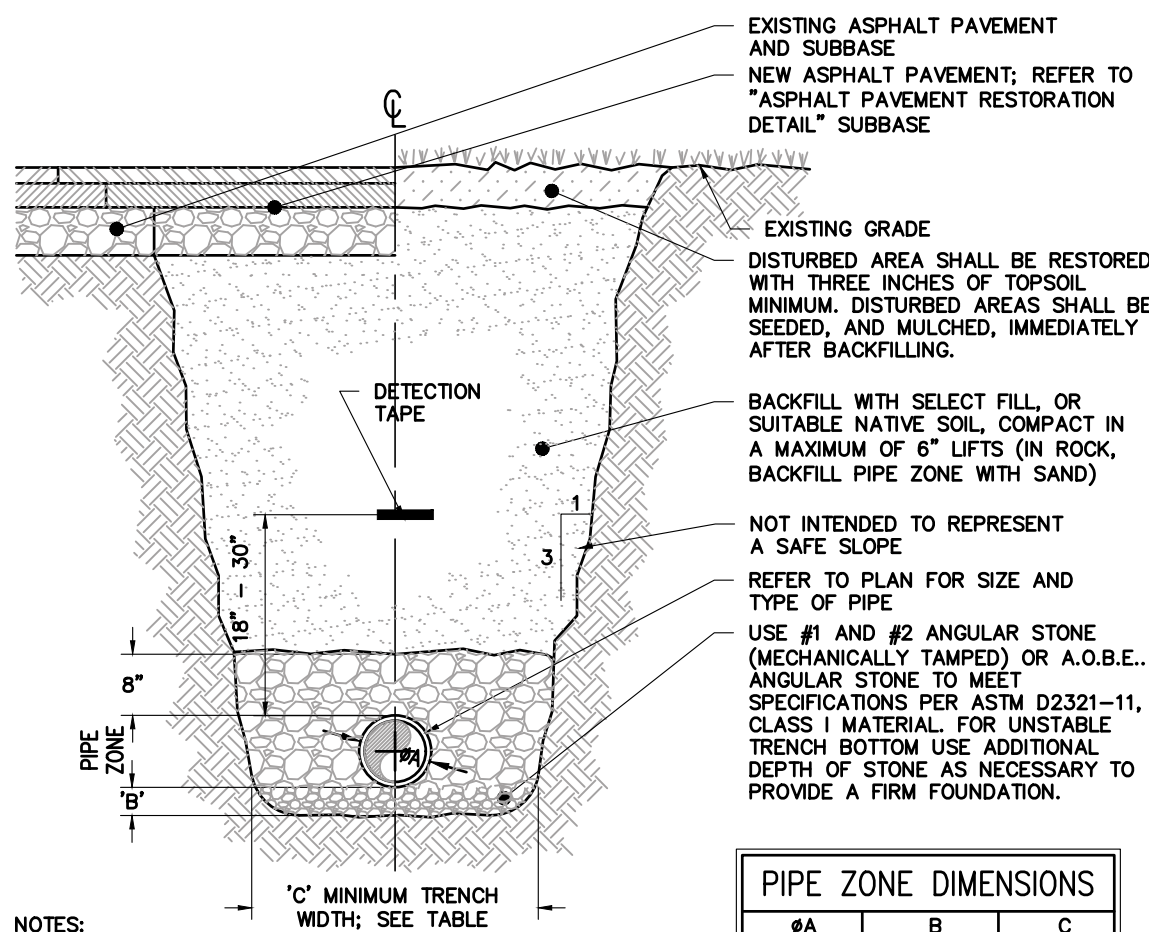 EXISTING ASPHALT PAVEMENT
AND SUBBASE
NEW ASPHALT PAVEMENT; REFER TO
"ASPHALT PAVEMENT RESTORATION
DETAIL" SUBBASE
℄
EXISTING GRADE
DISTURBED AREA SHALL BE RESTORED
WITH THREE INCHES OF TOPSOIL
MINIMUM. DISTURBED AREAS SHALL BE
SEEDED, AND MULCHED, IMMEDIATELY
AFTER BACKFILLING.
DETECTION
TAPE
BACKFILL WITH SELECT FILL, OR
SUITABLE NATIVE SOIL, COMPACT IN
A MAXIMUM OF 6" LIFTS (IN ROCK,
BACKFILL PIPE ZONE WITH SAND)
1
3
18" - 30"
NOT INTENDED TO REPRESENT
A SAFE SLOPE
REFER TO PLAN FOR SIZE AND
TYPE OF PIPE
USE #1 AND #2 ANGULAR STONE
(MECHANICALLY TAMPED) OR A.O.B.E..
ANGULAR STONE TO MEET
SPECIFICATIONS PER ASTM D2321-11,
CLASS I MATERIAL. FOR UNSTABLE
TRENCH BOTTOM USE ADDITIONAL
DEPTH OF STONE AS NECESSARY TO
PROVIDE A FIRM FOUNDATION.
8"
PIPE
ZONE
øA
'B'
'C' MINIMUM TRENCH
WIDTH; SEE TABLE
NOTES:
PIPE ZONE DIMENSIONS
øA B C